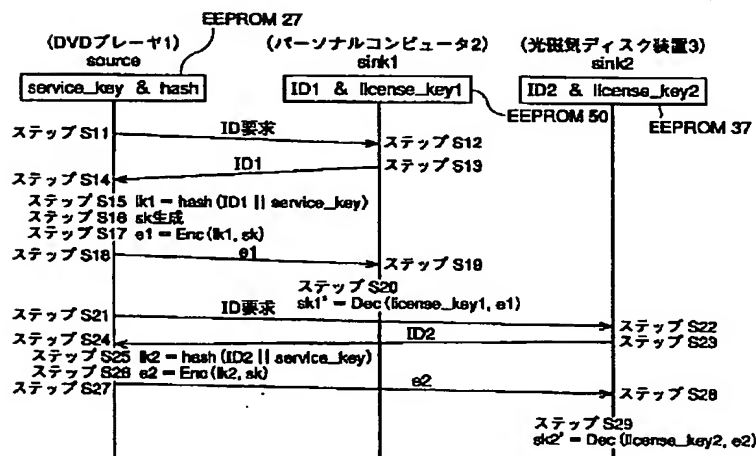 EEPROM 27
(DVDプレーヤ1) (パーソナルコンピュータ2) (光磁気ディスク装置3)
source sink1 sink2
service_key & hash ID1 & license_key1 ID2 & license_key2
EEPROM 50
EEPROM 37
ステップ S11 ID要求 ステップ S12
ID1 ステップ S13
ステップ S14
ステップ S15 lk1 = hash (ID1 || service_key)
ステップ S16 sk生成
ステップ S17 e1 = Enc (lk1, sk)
ステップ S18 e1 ステップ S19
ステップ S20
sk1' = Dec (license_key1, e1)
ステップ S21 ID要求 ステップ S22
ステップ S24 ID2 ステップ S23
ステップ S25 lk2 = hash (ID2 || service_key)
ステップ S26 e2 = Enc (lk2, sk)
ステップ S27 e2 ステップ S28
ステップ S29
sk2' = Dec (license_key2, e2)